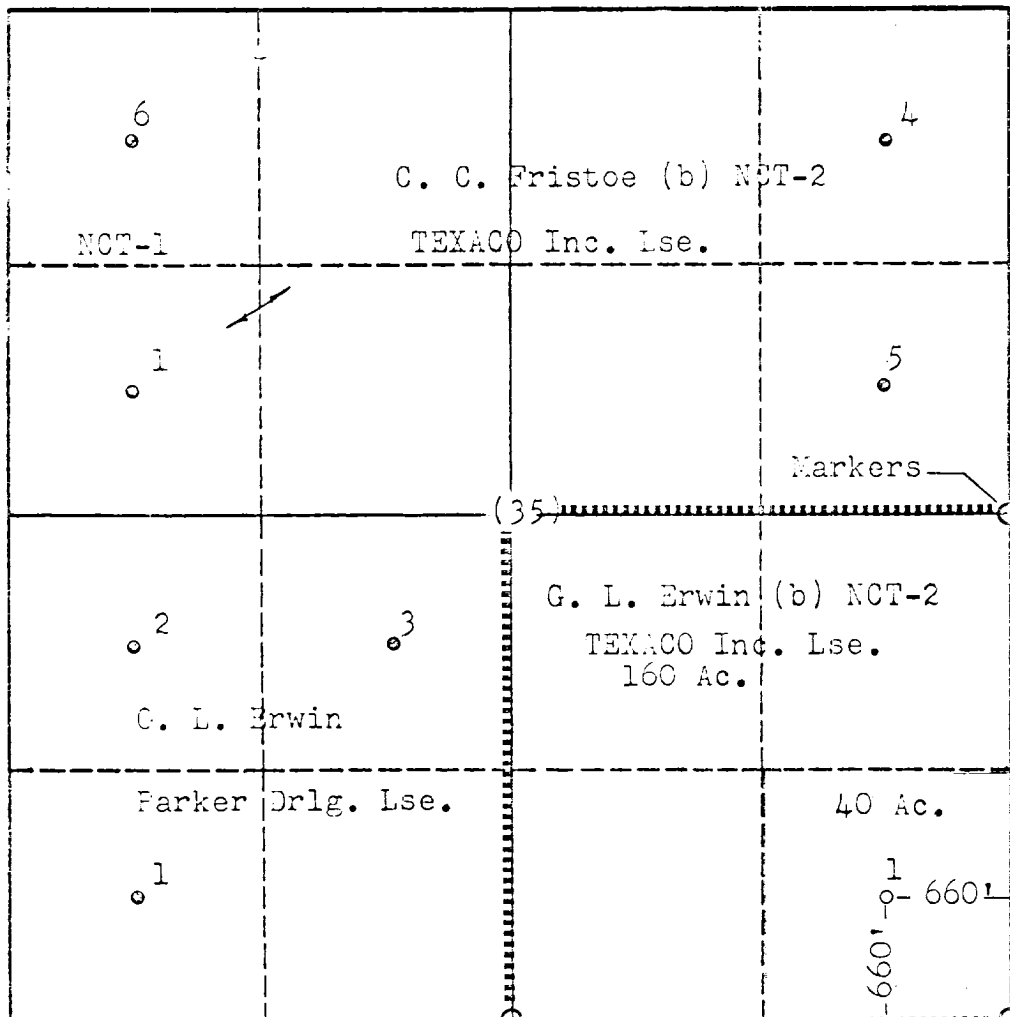 6
4
C. C. Fristoe (b) NCT-2
NCT-1
TEXACO Inc. Lse.
1
5
Markers
(35)
G. L. Erwin (b) NCT-2
2
3
TEXACO Inc. Lse.
160 Ac.
G. L. Erwin
Parker Drlg. Lse.
40 Ac.
1
1
660'
660'